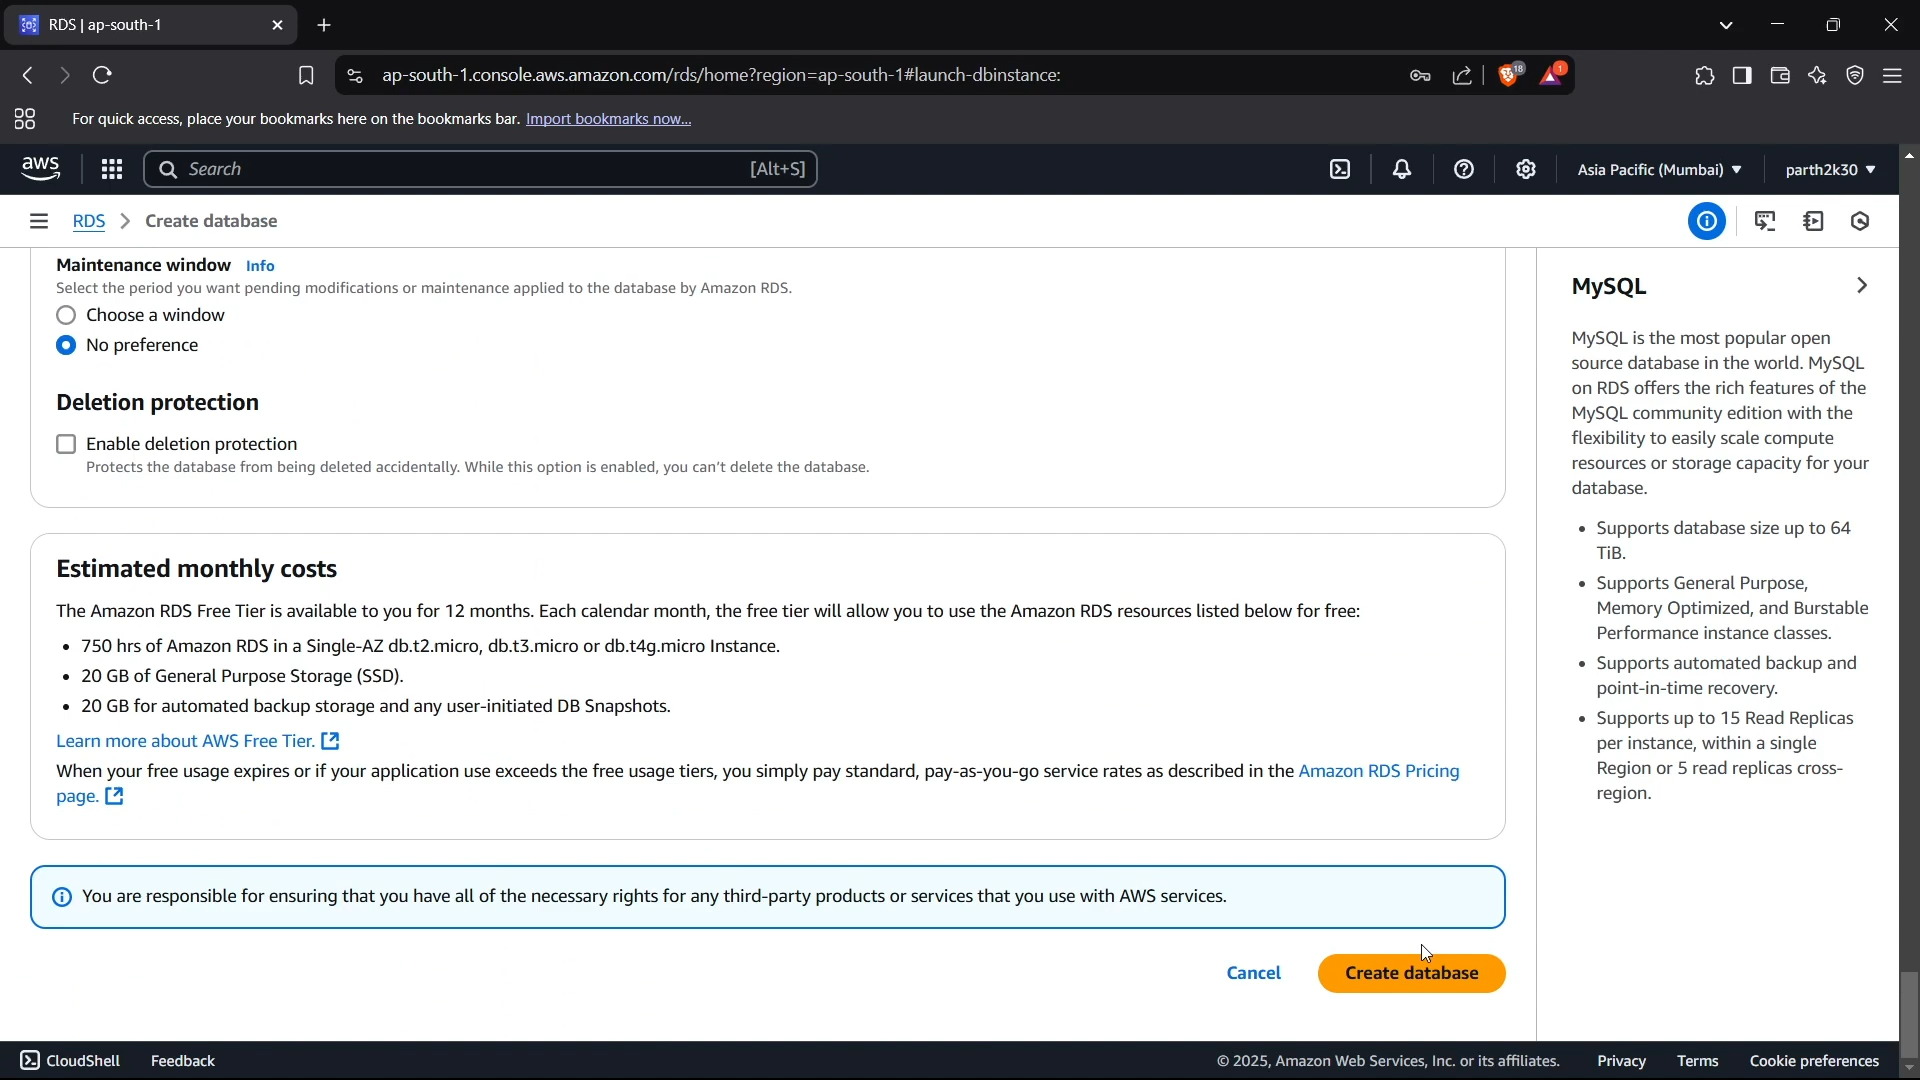 RDS | ap-south-1
ap-south-1.console.aws.amazon.com/rds/home?region=ap-south-1#launch-dbinstance:
18
1
For quick access, place your bookmarks here on the bookmarks bar. Import bookmarks now...
aws
Search
[Alt+S]
Asia Pacific (Mumbai)
parth2k30
RDS
Create database
Maintenance window Info
Select the period you want pending modifications or maintenance applied to the database by Amazon RDS.
Choose a window
No preference
Deletion protection
Enable deletion protection
Protects the database from being deleted accidentally. While this option is enabled, you can't delete the database.
Estimated monthly costs
The Amazon RDS Free Tier is available to you for 12 months. Each calendar month, the free tier will allow you to use the Amazon RDS resources listed below for free:
• 750 hrs of Amazon RDS in a Single-AZ db.t2.micro, db.t3.micro or db.t4g.micro Instance.
• 20 GB of General Purpose Storage (SSD).
• 20 GB for automated backup storage and any user-initiated DB Snapshots.
Learn more about AWS Free Tier.
When your free usage expires or if your application use exceeds the free usage tiers, you simply pay standard, pay-as-you-go service rates as described in the Amazon RDS Pricing
page.
You are responsible for ensuring that you have all of the necessary rights for any third-party products or services that you use with AWS services.
Cancel
Create database
MySQL
MySQL is the most popular open
source database in the world. MySQL
on RDS offers the rich features of the
MySQL community edition with the
flexibility to easily scale compute
resources or storage capacity for your
database.
• Supports database size up to 64
TiB.
• Supports General Purpose,
Memory Optimized, and Burstable
Performance instance classes.
• Supports automated backup and
point-in-time recovery.
• Supports up to 15 Read Replicas
per instance, within a single
Region or 5 read replicas cross-
region.
CloudShell
Feedback
© 2025, Amazon Web Services, Inc. or its affiliates.
Privacy
Terms
Cookie preferences